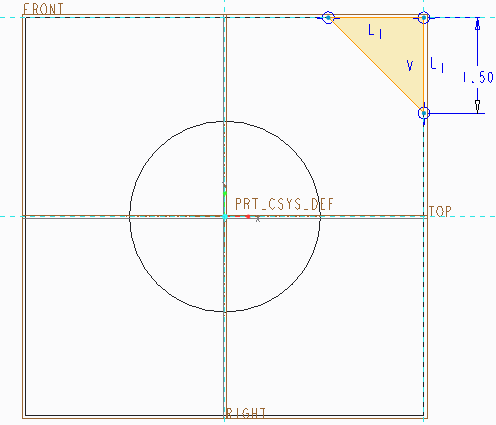 FRONT
L1
V L1
1.50
PRT_CSYS_DEF
TOP
X
RIGHT